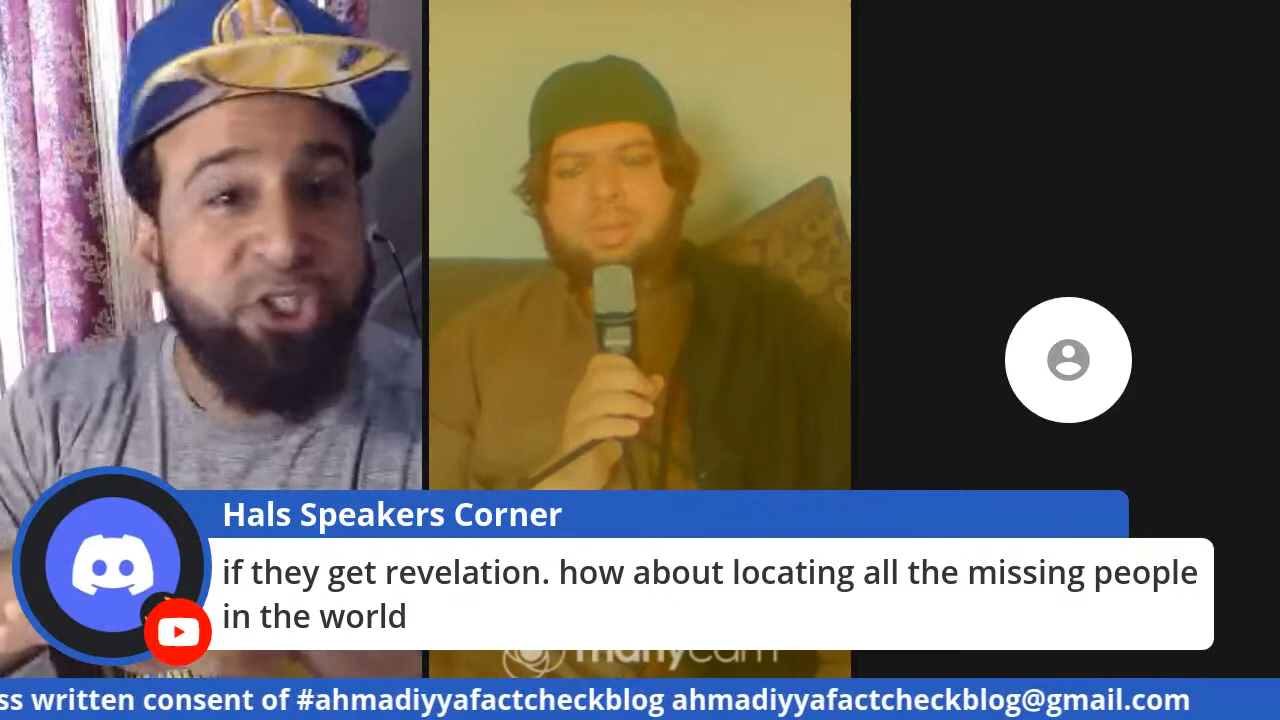 Hals Speakers Corner
if they get revelation. how about locating all the missing people
in the world
manycam
ss written consent of #ahmadiyyafactcheckblog ahmadiyyafactcheckblog@gmail.com